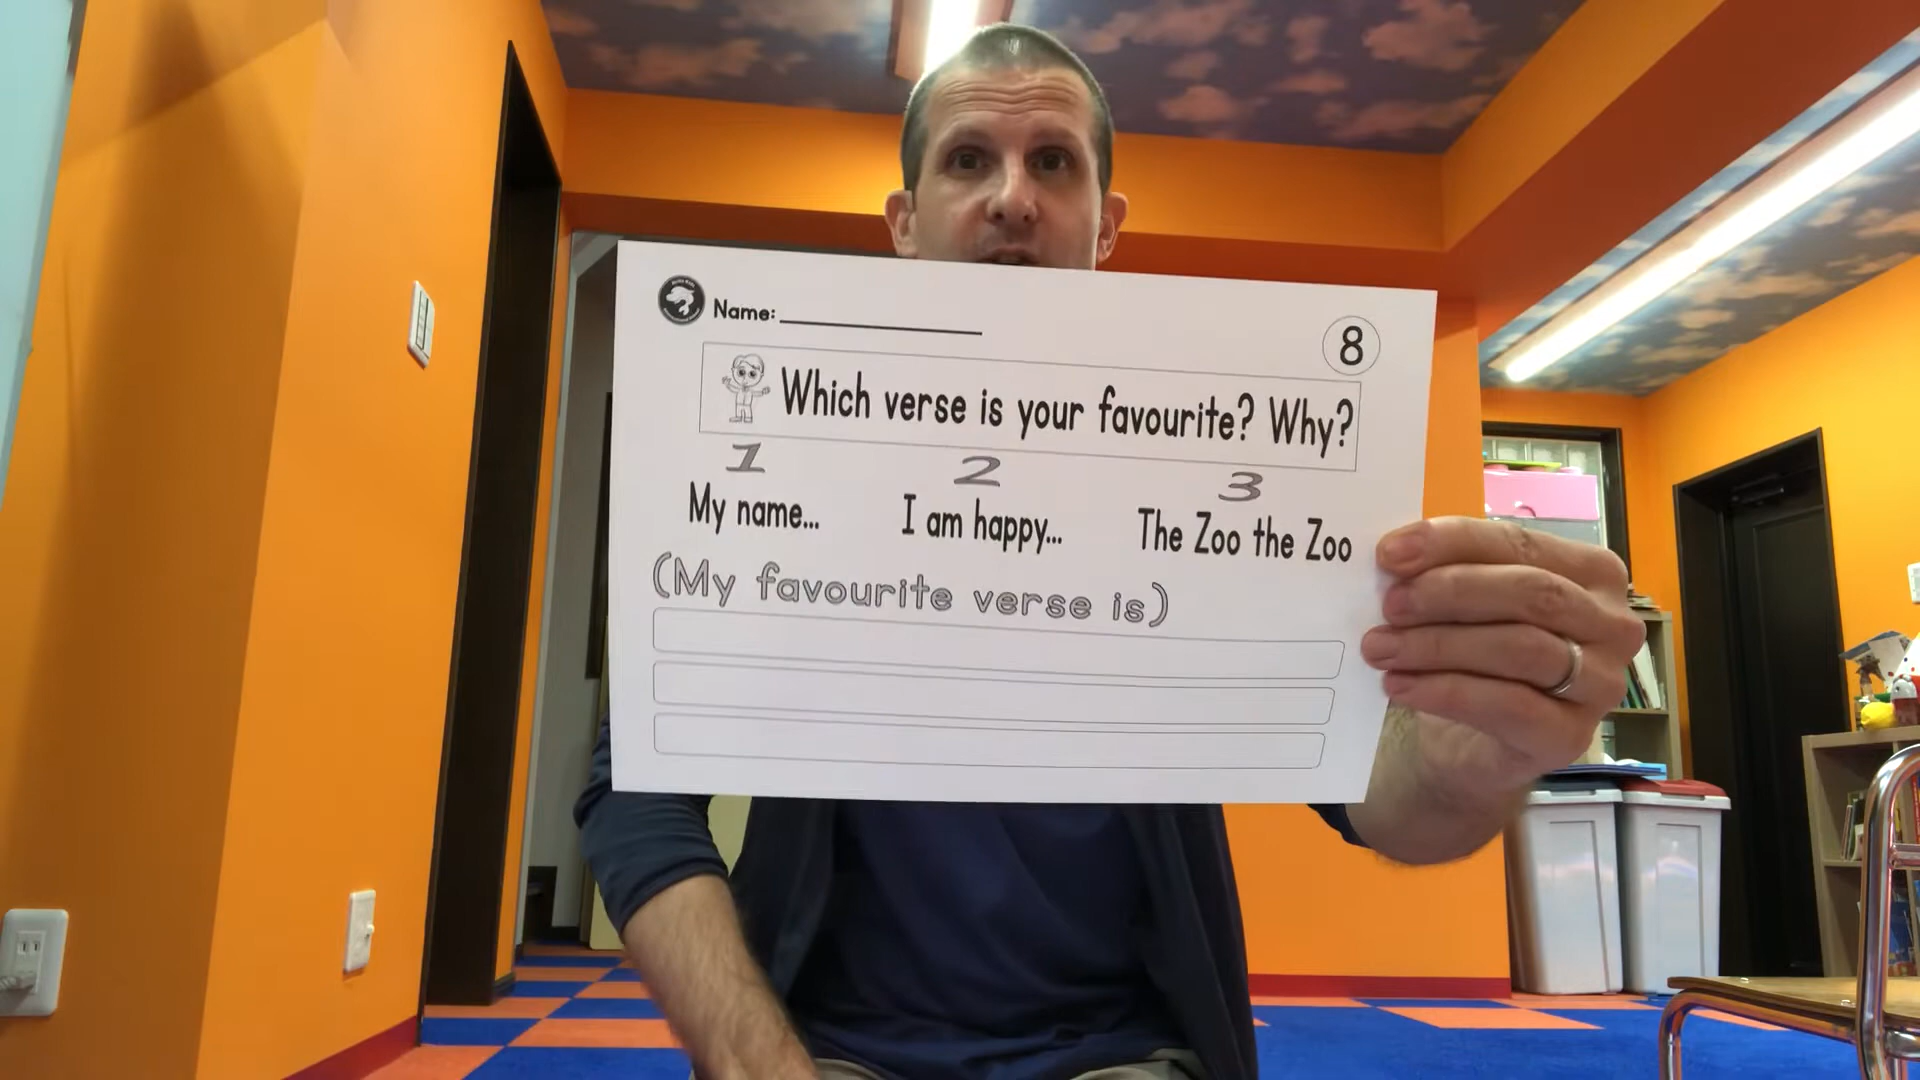 Name:
8
Which verse is your favourite? Why?
1 2 3
My name... I am happy... The Zoo the Zoo
(My favourite verse is)